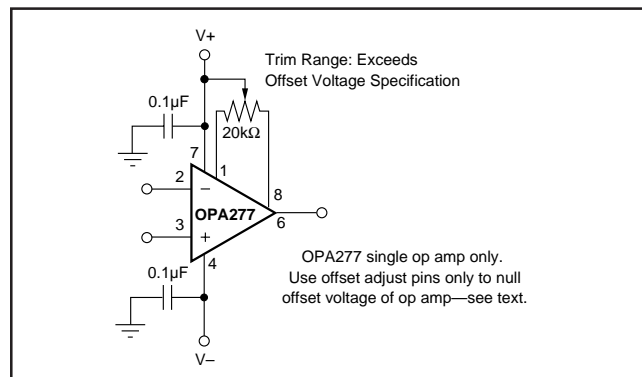 V+
Trim Range: Exceeds
Offset Voltage Specification
0.1µF
20kΩ
7
1
2
–
8
OPA277
6
3
+
4
OPA277 single op amp only.
Use offset adjust pins only to null
offset voltage of op amp—see text.
0.1µF
V–